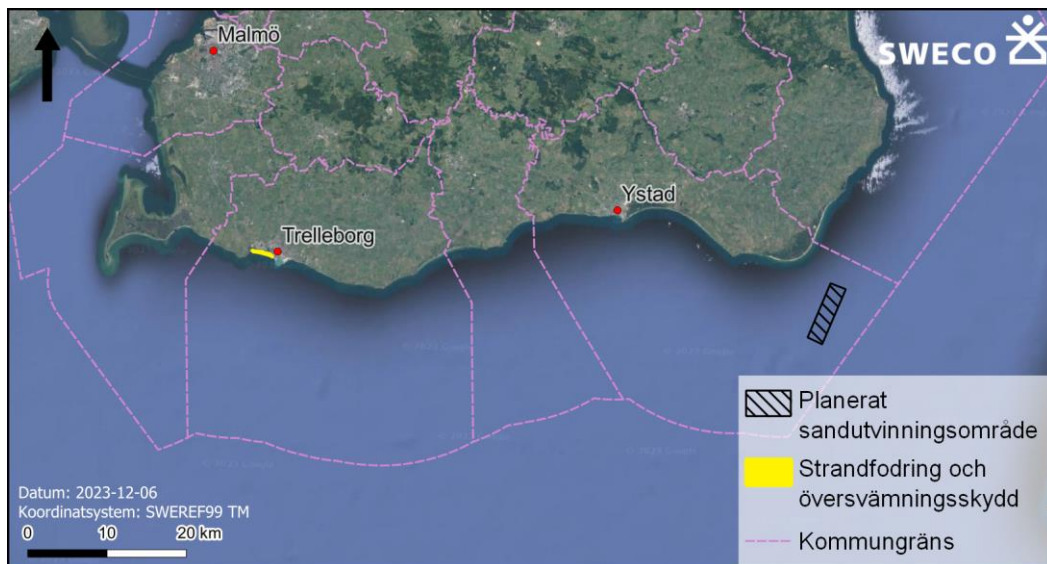 Malmö
SWECO
Ystad
Trelleborg
Planerat
sandutvinningsområde
Strandfodring och
översvämningsskydd
Kommungräns
Datum: 2023-12-06
Koordinatsystem: SWEREF99 TM
0 10 20 km